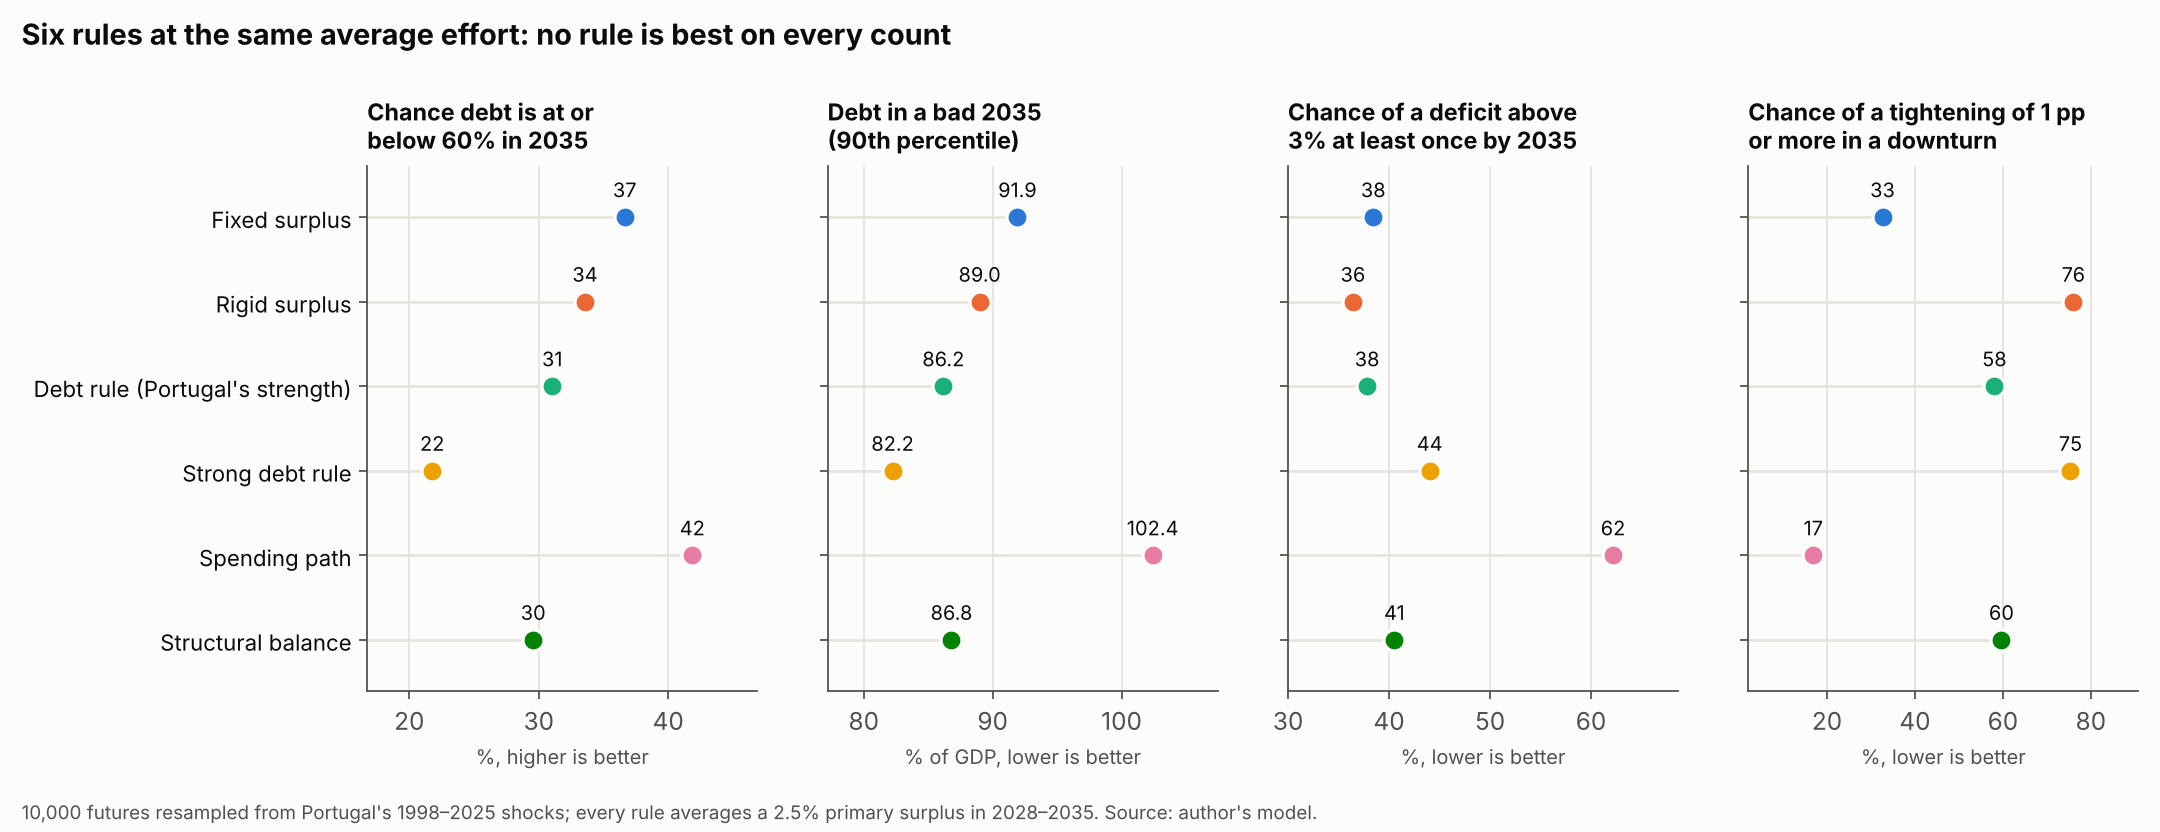 Six rules at the same average effort: no rule is best on every count
Chance debt is at or
below 60% in 2035
Debt in a bad 2035
(90th percentile)
Chance of a deficit above
3% at least once by 2035
Chance of a tightening of 1 pp
or more in a downturn
37
91.9
38
33
Fixed surplus
34
89.0
36
76
Rigid surplus
31
86.2
38
58
Debt rule (Portugal's strength)
22
82.2
44
75
Strong debt rule
42
102.4
62
17
Spending path
30
86.8
41
60
Structural balance
20 30 40
80 90 100
30 40 50 60
20 40 60 80
%, higher is better
% of GDP, lower is better
%, lower is better
%, lower is better
10,000 futures resampled from Portugal's 1998–2025 shocks; every rule averages a 2.5% primary surplus in 2028–2035. Source: author's model.